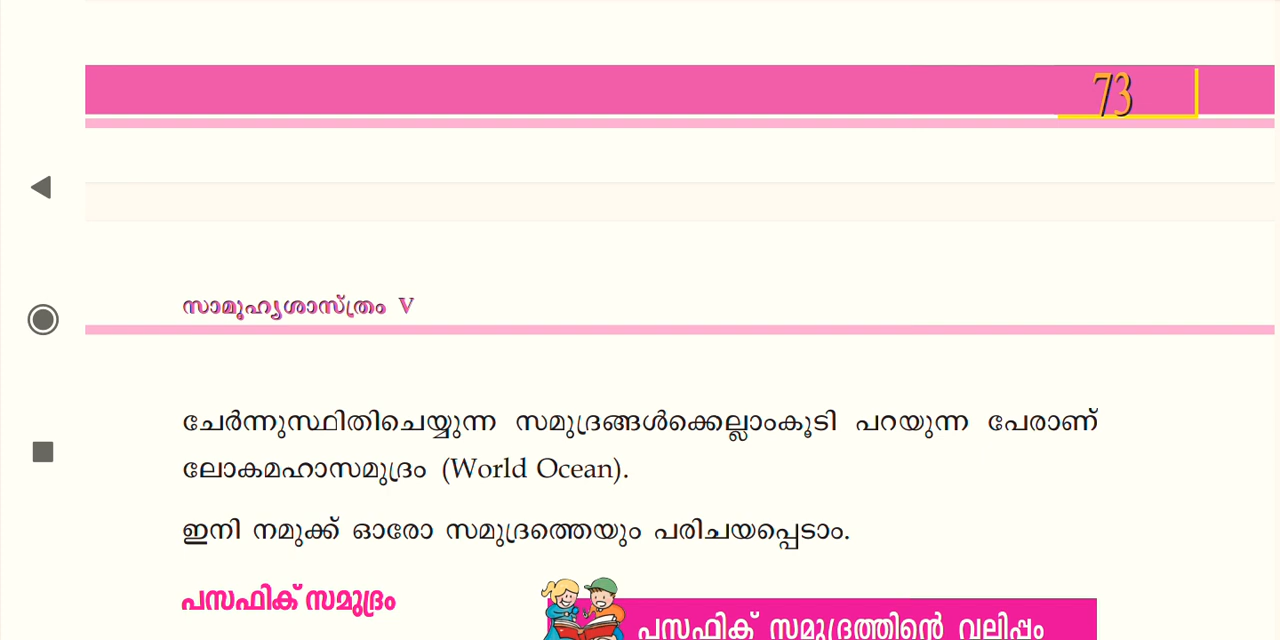 73
സാമൂഹ്യശാസ്ത്രം V
ചേർന്നുസ്ഥിതിചെയ്യുന്ന സമുദ്രങ്ങൾക്കെല്ലാംകൂടി പറയുന്ന പേരാണ്
ലോകമഹാസമുദ്രം (World Ocean).
ഇനി നമുക്ക് ഓരോ സമുദ്രത്തെയും പരിചയപ്പെടാം.
പസഫിക് സമുദ്രം
പസഫിക് സമുദ്രത്തിന്റെ വലിപ്പം